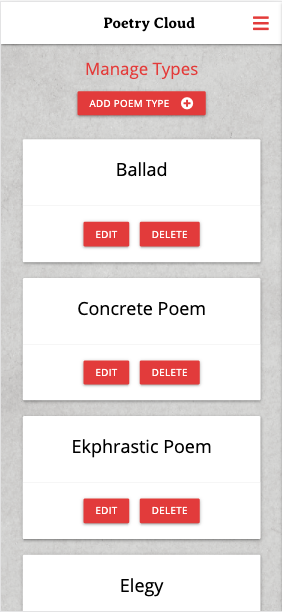 Poetry Cloud
Manage Types
ADD POEM TYPE
Ballad
EDIT DELETE
Concrete Poem
EDIT DELETE
Ekphrastic Poem
EDIT DELETE
Elegy